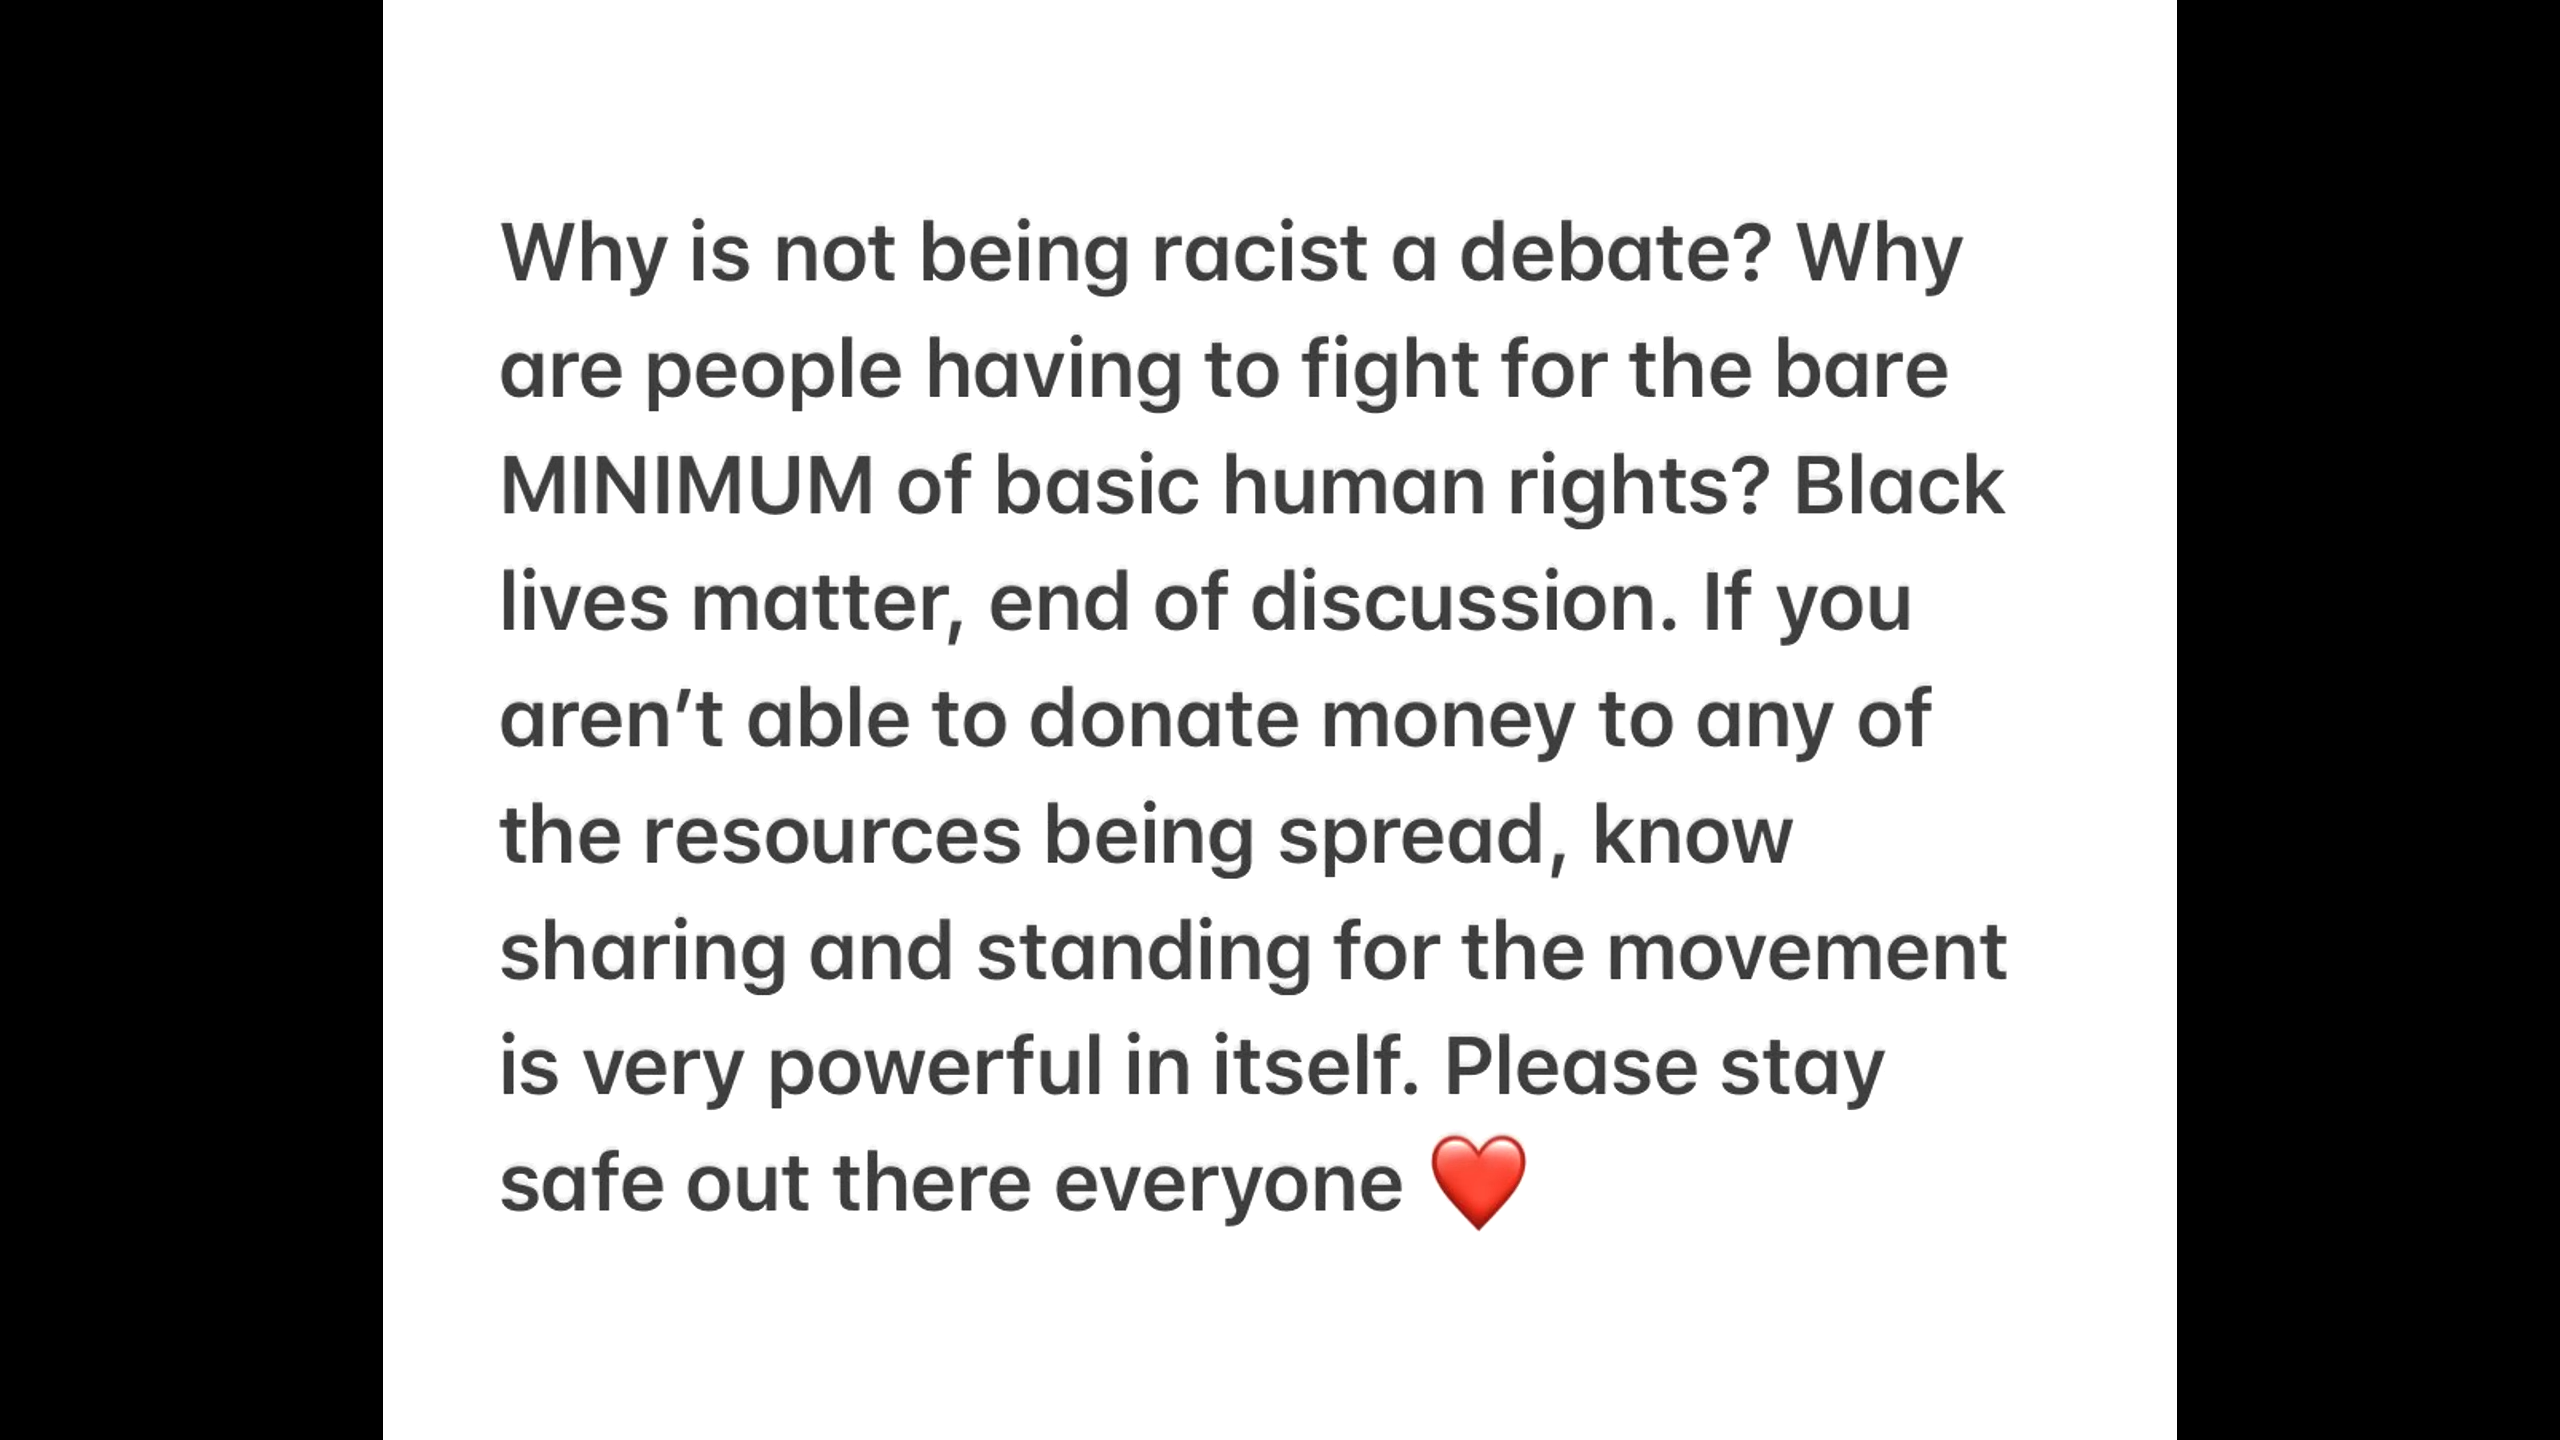 Why is not being racist a debate? Why
are people having to fight for the bare
MINIMUM of basic human rights? Black
lives matter, end of discussion. If you
aren’t able to donate money to any of
the resources being spread, know
sharing and standing for the movement
is very powerful in itself. Please stay
safe out there everyone ❤️